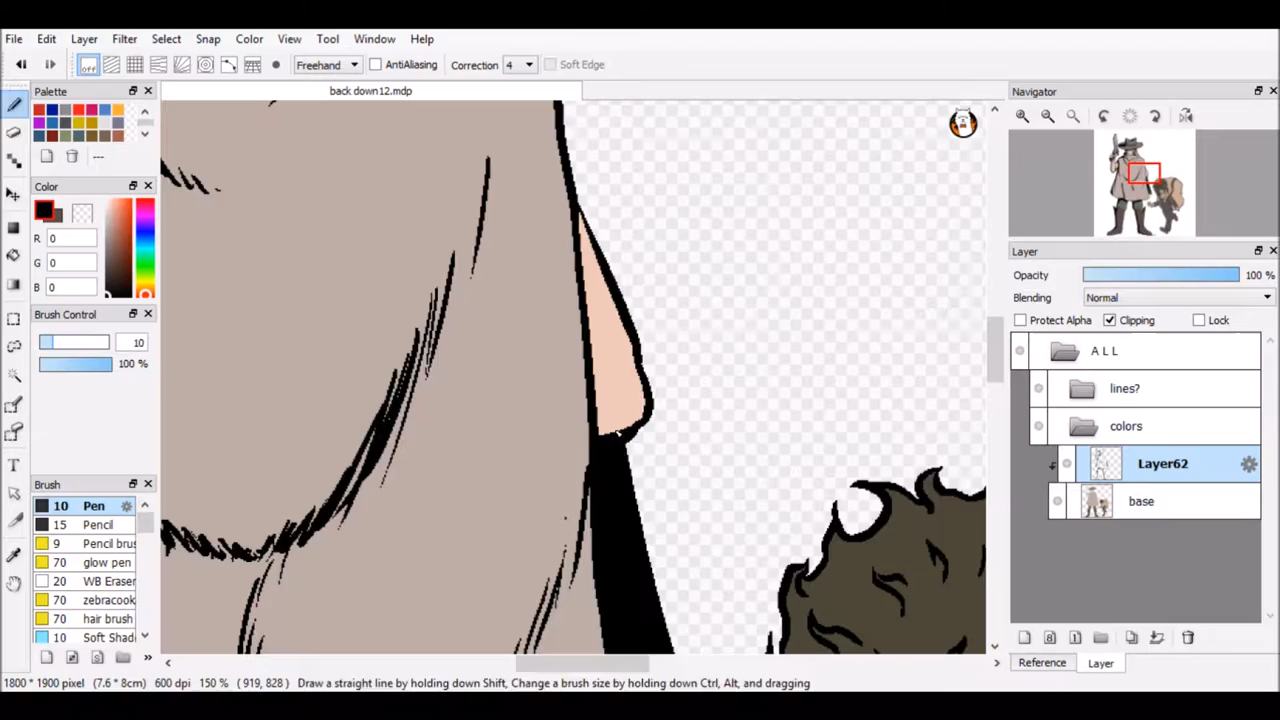 File Edit Layer Filter Select Snap Color View Tool Window Help
off Freehand AntiAliasing Correction 4 Soft Edge
Palette
back down12.mdp
Navigator
---
Color
R 0
G 0
B 0
Brush Control
10
100 %
Brush
10 Pen
15 Pencil
9 Pencil brus
70 glow pen
20 WB Eraser
70 zebracook
70 hair brush
10 Soft Shade
Layer
Opacity 100 %
Blending Normal
Protect Alpha Clipping Lock
A L L
lines?
colors
Layer62
base
8 1
Reference Layer
1800 * 1900 pixel (7.6 * 8cm) 600 dpi 150 % ( 919, 828 ) Draw a straight line by holding down Shift, Change a brush size by holding down Ctrl, Alt, and dragging